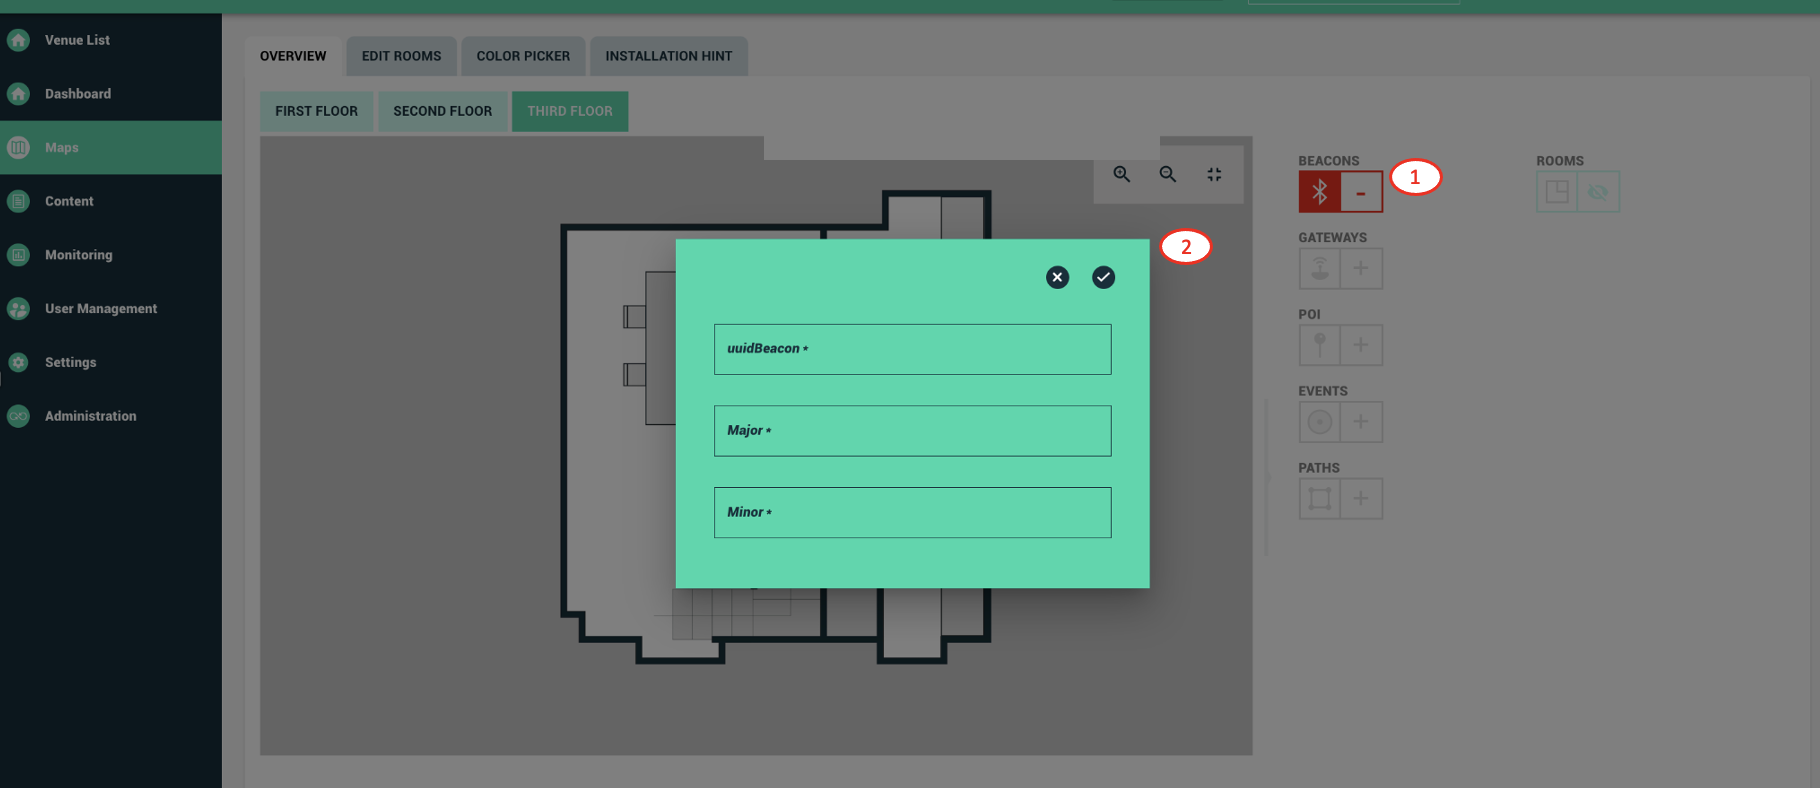 Venue List
Dashboard
Maps
Content
Monitoring
User Management
Settings
Administration
OVERVIEW
EDIT ROOMS
COLOR PICKER
INSTALLATION HINT
FIRST FLOOR
SECOND FLOOR
THIRD FLOOR
BEACONS
-
1
ROOMS
GATEWAYS
+
POI
+
EVENTS
+
PATHS
+
2
uuidBeacon *
Major *
Minor *